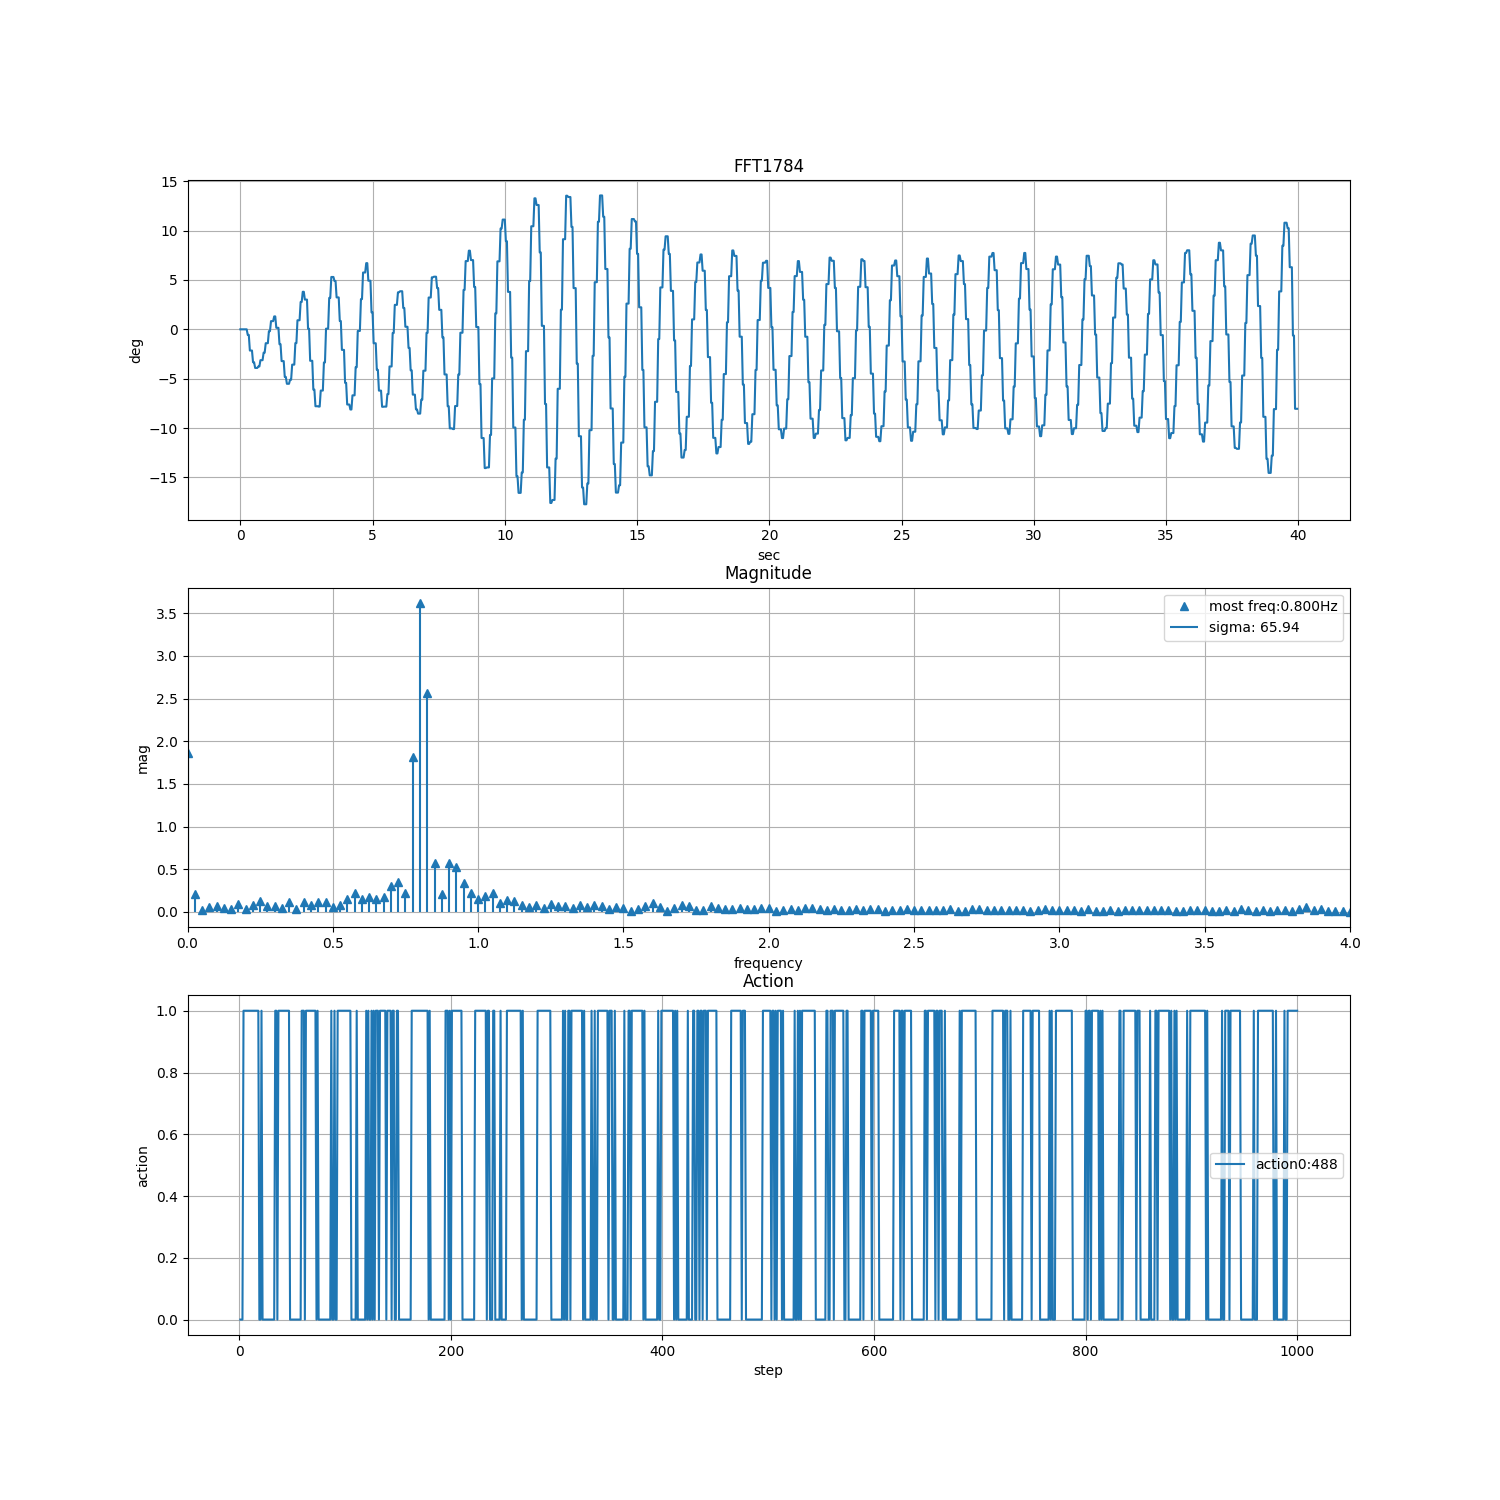 FFT1784
15
10
5
0
−5
−10
−15
deg
0 5 10 15 20 25 30 35 40
sec
Magnitude
3.5
3.0
2.5
2.0
1.5
1.0
0.5
0.0
mag
most freq:0.800Hz
sigma: 65.94
0.0 0.5 1.0 1.5 2.0 2.5 3.0 3.5 4.0
frequency
Action
1.0
0.8
0.6
0.4
0.2
0.0
action
action0:488
0 200 400 600 800 1000
step